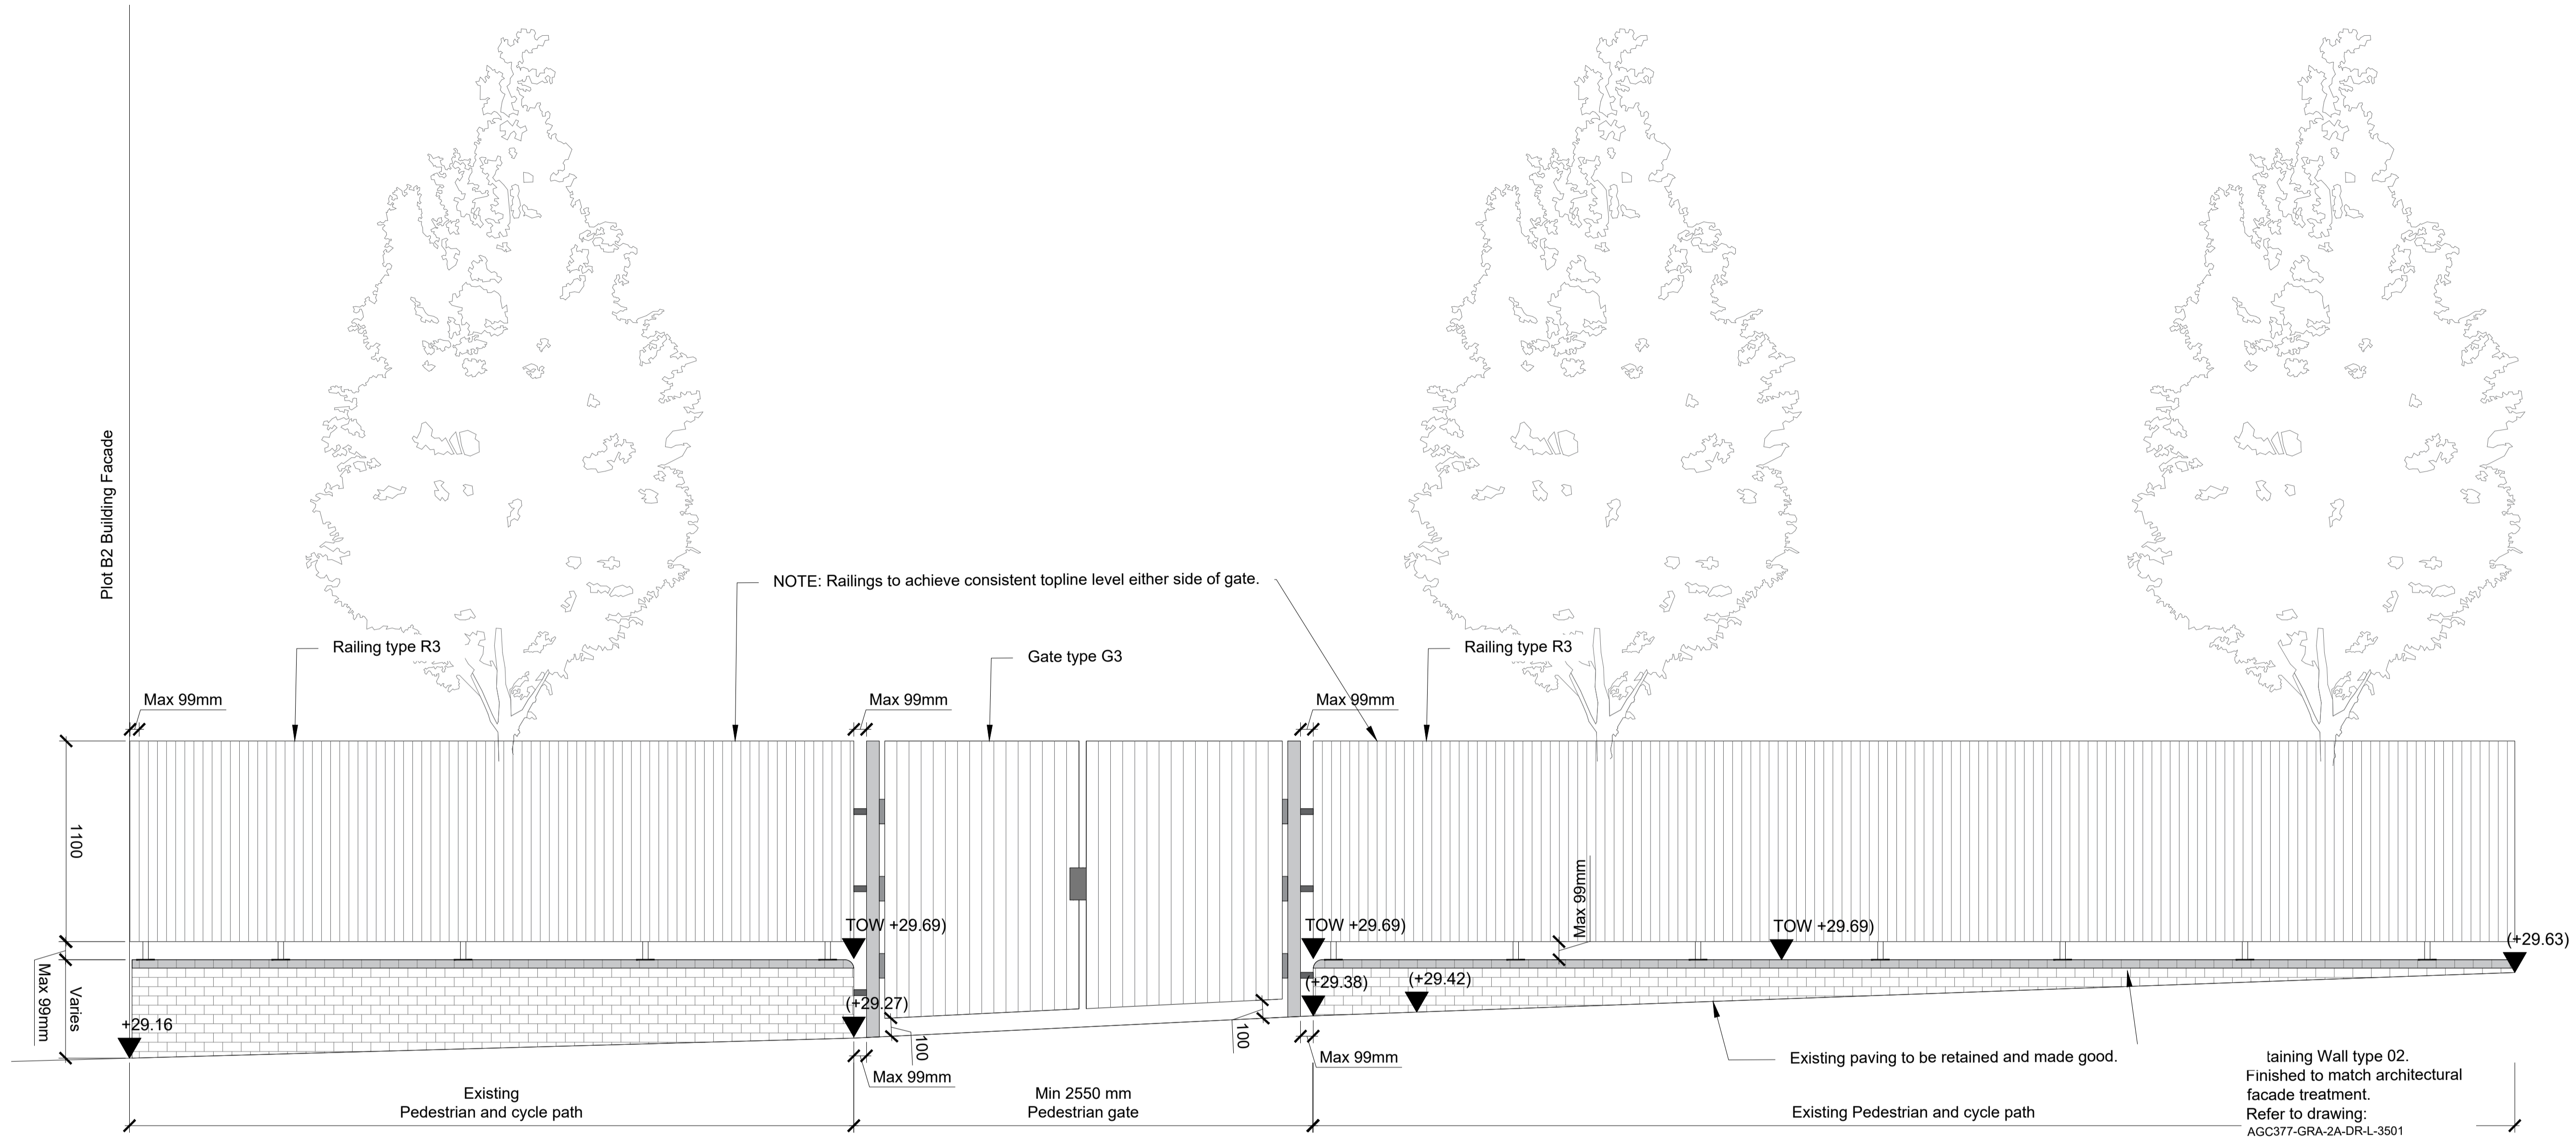 Plot B2 Building Facade
NOTE: Railings to achieve consistent topline level either side of gate.
Railing type R3
Gate type G3
Railing type R3
Max 99mm
Max 99mm
Max 99mm
1100
Max 99mm
TOW +29.69)
TOW +29.69)
TOW +29.69)
(+29.63)
Max 99mm
Varies
+29.16
(+29.27)
(+29.38)
(+29.42)
100
100
Max 99mm
Max 99mm
Existing paving to be retained and made good.
taining Wall type 02.
Finished to match architectural
facade treatment.
Refer to drawing:
AGC377-GRA-2A-DR-L-3501
Existing
Pedestrian and cycle path
Min 2550 mm
Pedestrian gate
Existing Pedestrian and cycle path